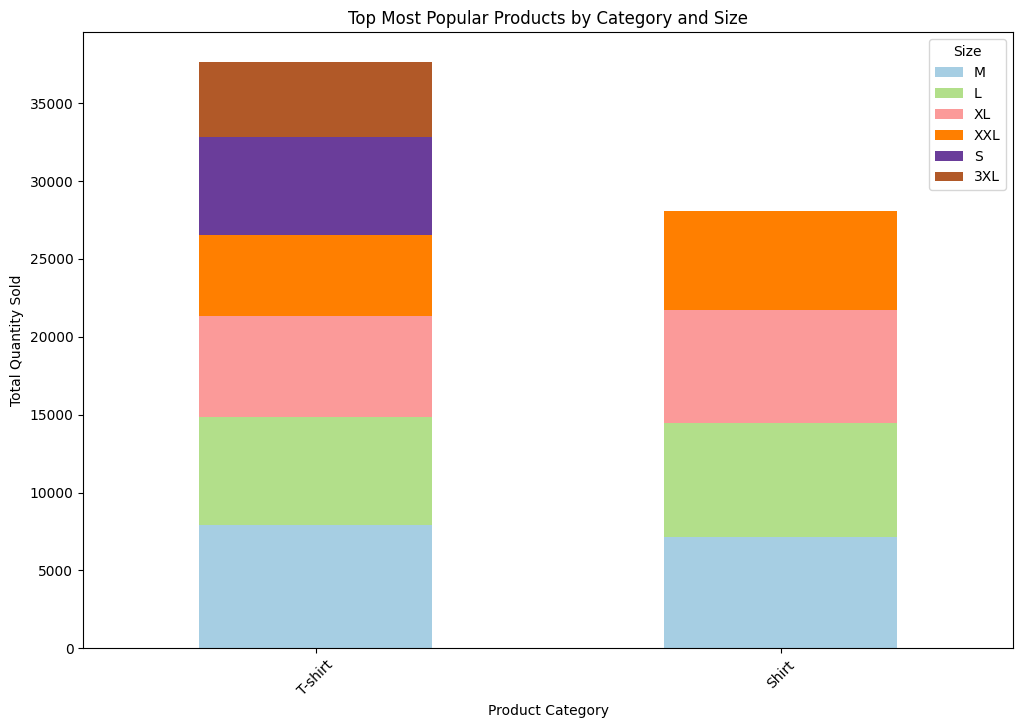 Top Most Popular Products by Category and Size
Size
M
L
XL
XXL
S
3XL
Total Quantity Sold
35000
30000
25000
20000
15000
10000
5000
0
T-shirt
Shirt
Product Category